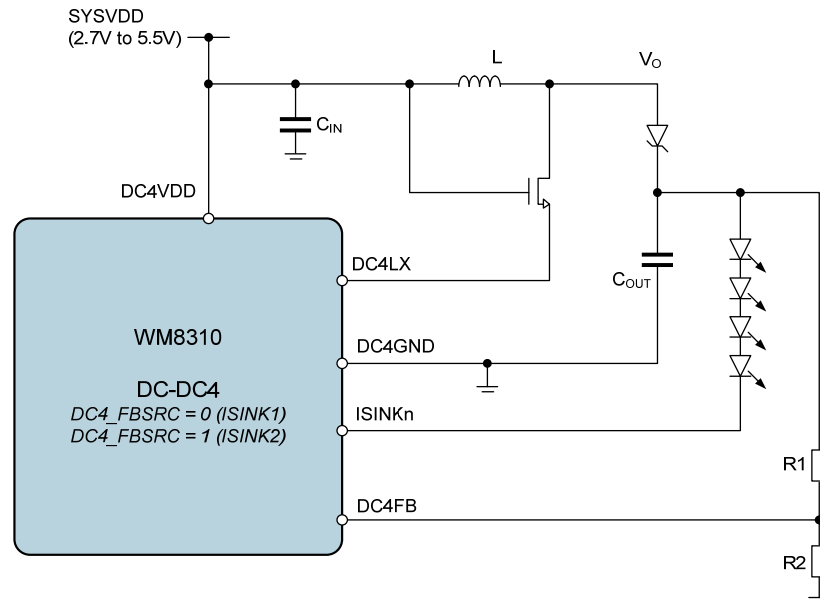 SYSVDD
(2.7V to 5.5V)
L
VO
CIN
DC4VDD
DC4LX
COUT
WM8310
DC4GND
DC-DC4
DC4_FBSRC = 0 (ISINK1)
ISINKn
DC4_FBSRC = 1 (ISINK2)
R1
DC4FB
R2